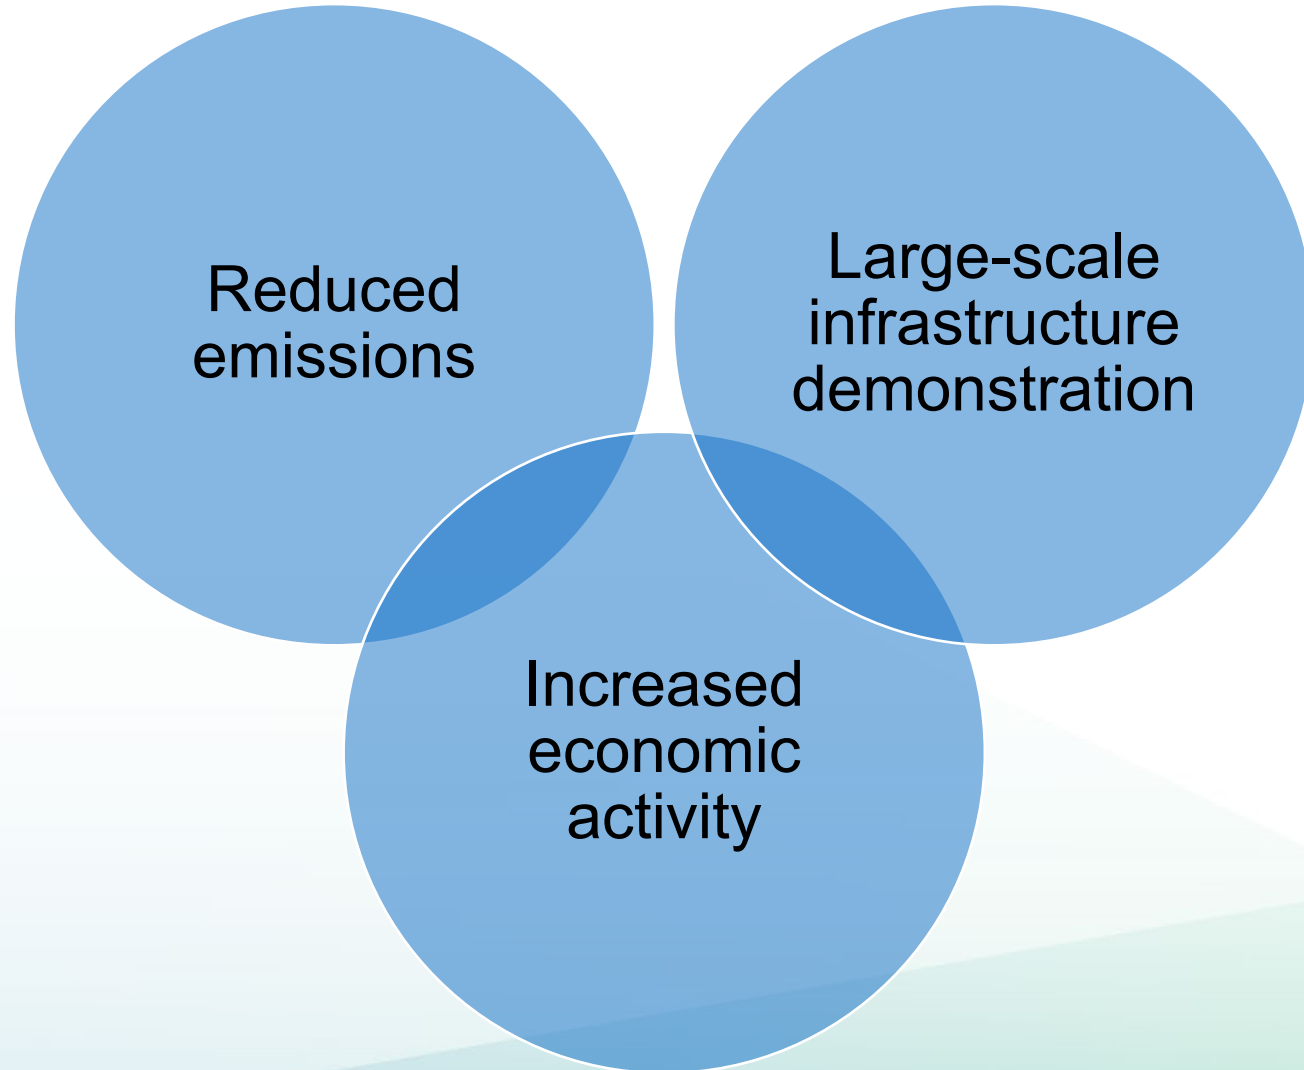 Reduced
emissions
Large-scale
infrastructure
demonstration
Increased
economic
activity